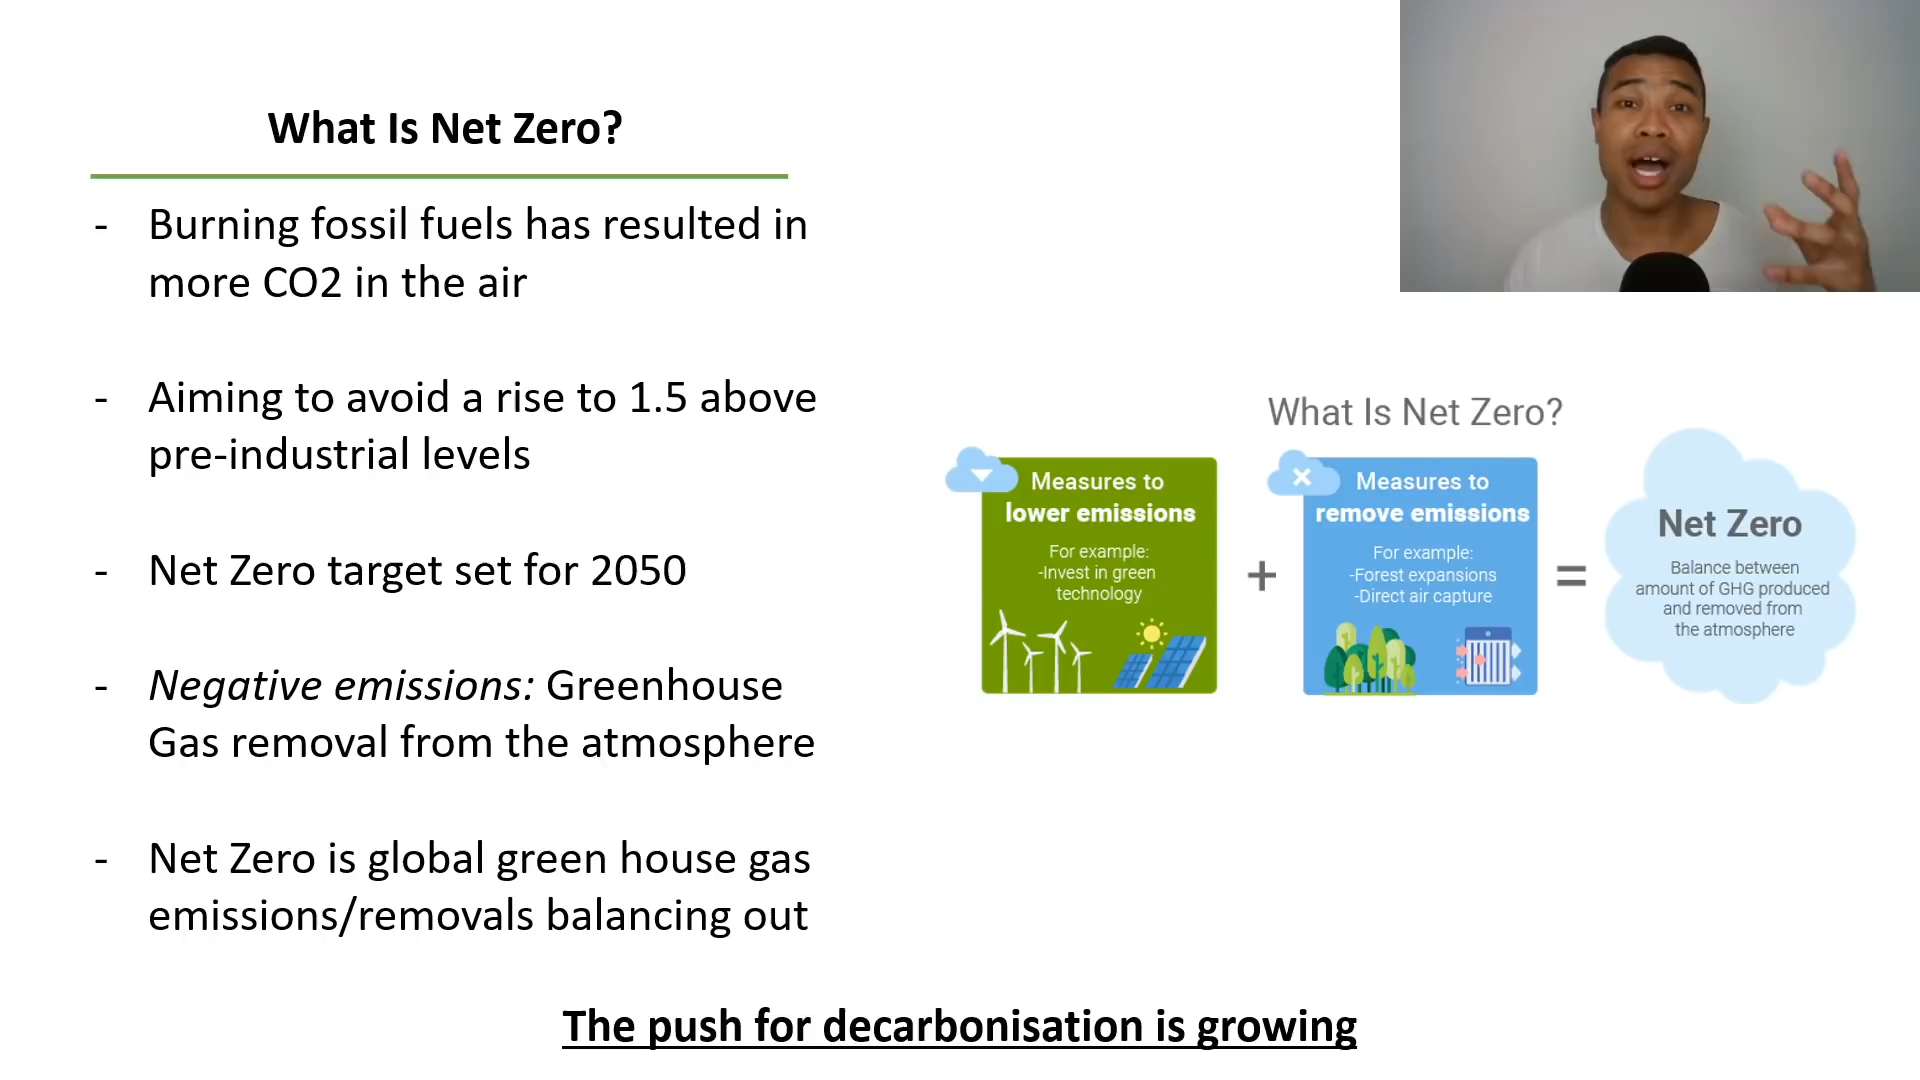 What Is Net Zero?
- Burning fossil fuels has resulted in
more CO2 in the air
- Aiming to avoid a rise to 1.5 above
pre-industrial levels
- Net Zero target set for 2050
- Negative emissions: Greenhouse
Gas removal from the atmosphere
- Net Zero is global green house gas
emissions/removals balancing out
What Is Net Zero?
Measures to
lower emissions
For example:
-Invest in green
technology
+
Measures to
remove emissions
For example:
-Forest expansions
-Direct air capture
=
Net Zero
Balance between
amount of GHG produced
and removed from
the atmosphere
The push for decarbonisation is growing